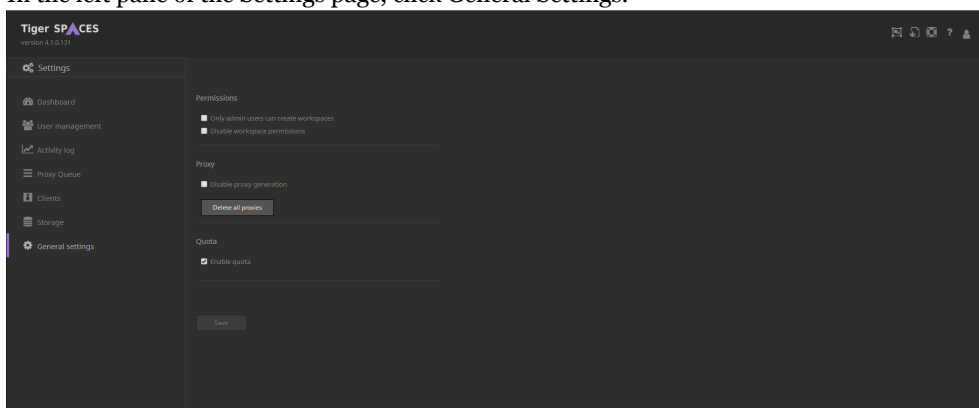 In the left pane of the Settings page, click General Settings.
Tiger SPACES
version 4.1.0.131
?
Settings
Dashboard
User management
Activity log
Proxy Queue
Clients
Storage
General settings
Permissions
Only admin users can create workspaces
Disable workspace permissions
Proxy
Disable proxy generation
Delete all proxies
Quota
Enable quota
Save